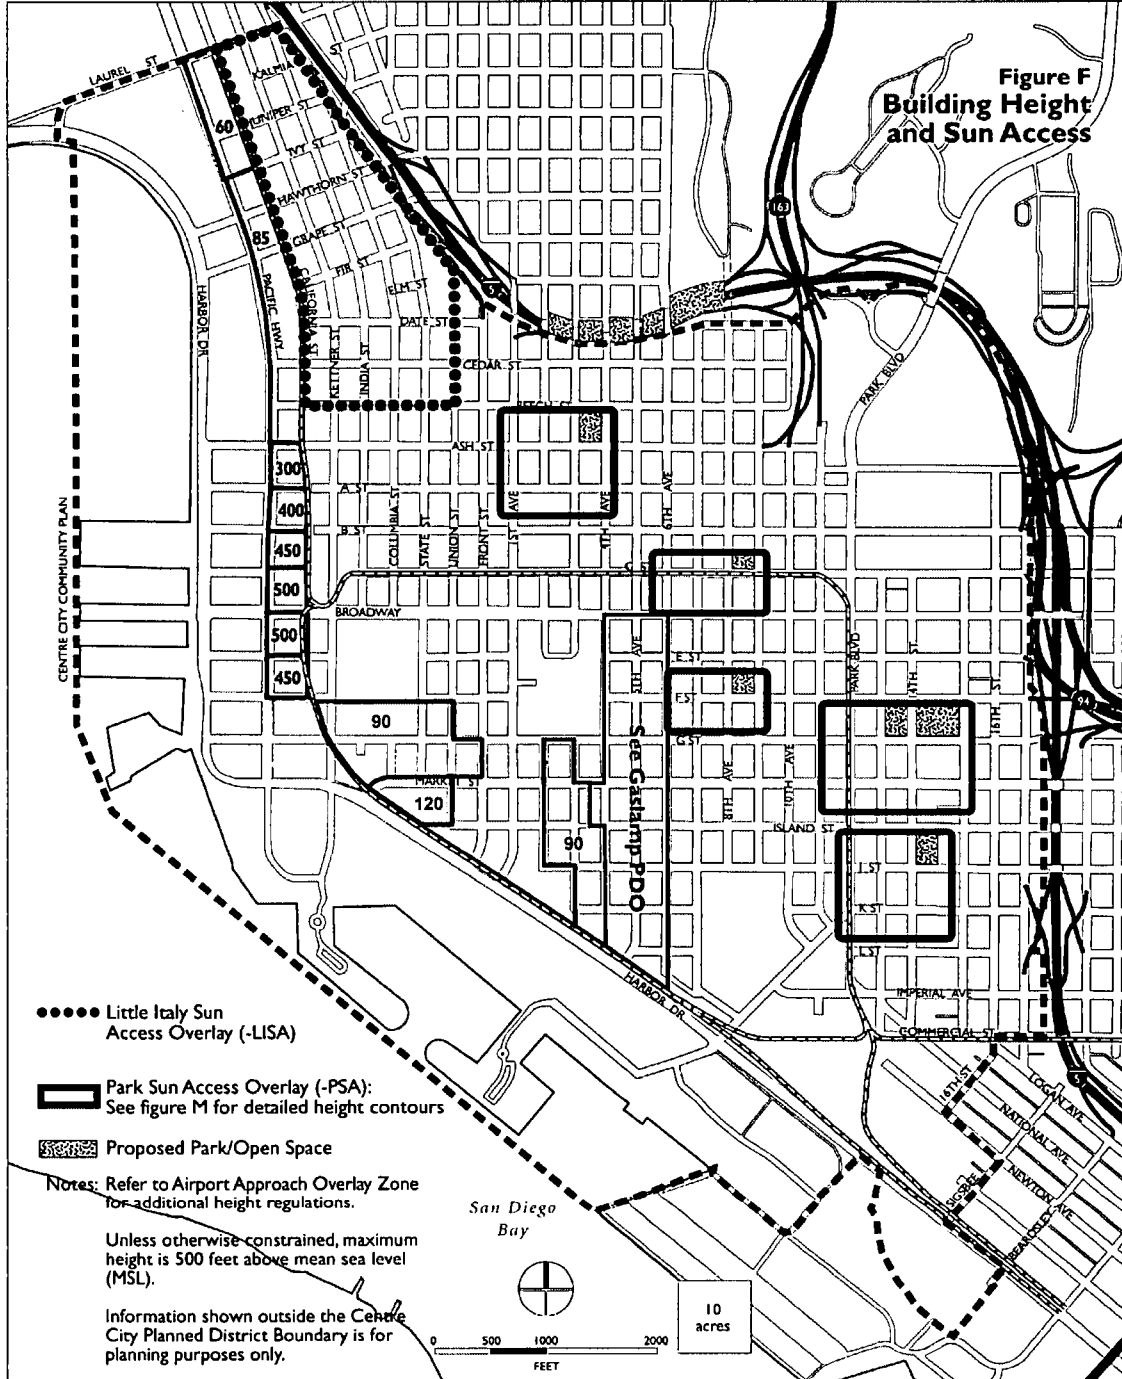 Figure F
Building Height
and Sun Access
LAUREL ST
KALMIA
ST
JUNIPER ST
IVY ST
HAWTHORN ST
GRAPE ST
FIR ST
ELM ST
DATE ST
CEDAR ST
BEECH ST
ASH ST
A ST
B ST
C ST
BROADWAY
E ST
F ST
G ST
MARKET ST
ISLAND ST
J ST
K ST
L ST
IMPERIAL AVE
COMMERCIAL ST
HARBOR DR
PACIFIC HWY
CALIFORNIA ST
KETTNER ST
INDIA ST
COLUMBIA ST
STATE ST
UNION ST
FRONT ST
1ST AVE
4TH AVE
5TH AVE
6TH AVE
8TH AVE
10TH AVE
PARK BLVD
PARK BLVD
14TH ST
16TH ST
HARBOR DR
16TH ST
LOGAN AVE
NATIONAL AVE
NEWTON AVE
SIGSBEE
BEARDSLEY
163
5
94
5
60
85
300
400
450
500
500
450
90
120
90
See Gaslamp PDO
CENTRE CITY COMMUNITY PLAN
Little Italy Sun
Access Overlay (-LISA)
Park Sun Access Overlay (-PSA):
See figure M for detailed height contours
Proposed Park/Open Space
Notes: Refer to Airport Approach Overlay Zone
for additional height regulations.
Unless otherwise constrained, maximum
height is 500 feet above mean sea level
(MSL).
Information shown outside the Centre
City Planned District Boundary is for
planning purposes only.
San Diego
Bay
0 500 1000 2000
FEET
10
acres